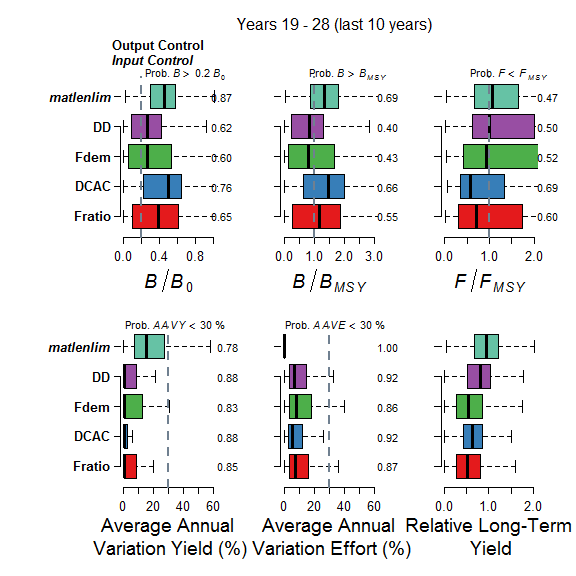 Years 19 - 28 (last 10 years)
Output Control
Input Control
Prob. B > 0.2 B0
Prob. B > BMSY
Prob. F < FMSY
matlenlim 0.87 0.69 0.47
DD 0.62 0.40 0.50
Fdem 0.60 0.43 0.52
DCAC 0.76 0.66 0.69
Fratio 0.65 0.55 0.60
0.0 0.4 0.8 0.0 1.0 2.0 3.0 0.0 1.0 2.0
B / B0 B / BMSY F / FMSY
Prob. AAVY < 30 % Prob. AAVE < 30 %
matlenlim 0.78 1.00
DD 0.88 0.92
Fdem 0.83 0.86
DCAC 0.88 0.92
Fratio 0.85 0.87
0 20 40 60 0 20 40 60 0.0 1.0 2.0
Average Annual Average Annual Relative Long-Term
Variation Yield (%) Variation Effort (%) Yield